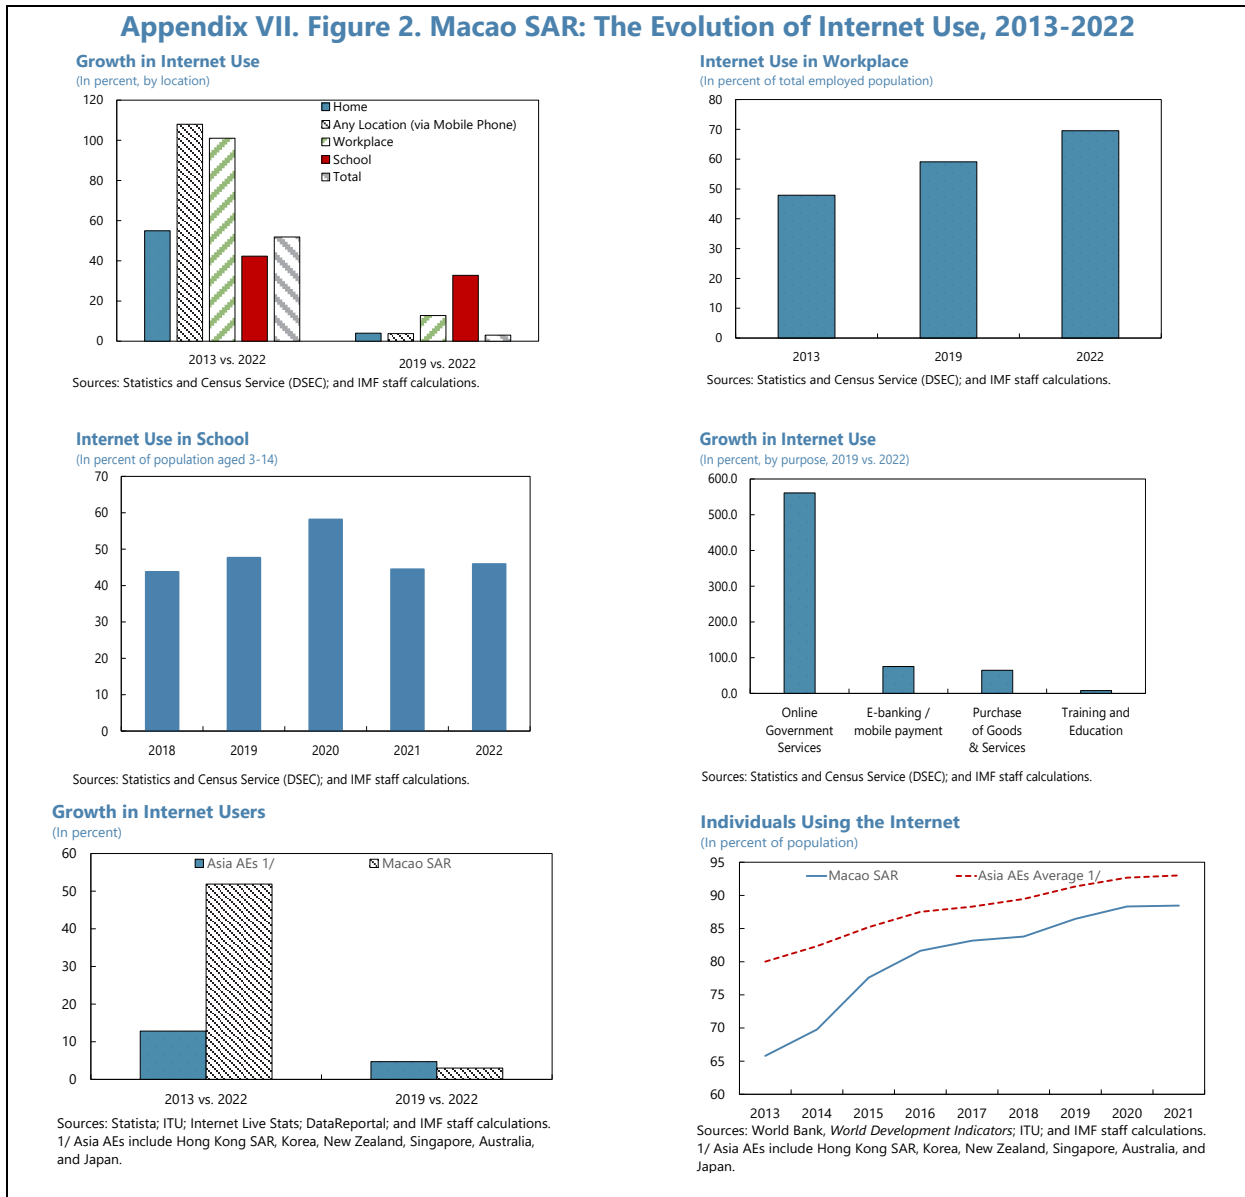 Appendix VII. Figure 2. Macao SAR: The Evolution of Internet Use, 2013-2022
Growth in Internet Use
(In percent, by location)
120
100
80
60
40
20
0
Home
Any Location (via Mobile Phone)
Workplace
School
Total
2013 vs. 2022
2019 vs. 2022
Sources: Statistics and Census Service (DSEC); and IMF staff calculations.
Internet Use in Workplace
(In percent of total employed population)
80
70
60
50
40
30
20
10
0
2013
2019
2022
Sources: Statistics and Census Service (DSEC); and IMF staff calculations.
Internet Use in School
(In percent of population aged 3-14)
70
60
50
40
30
20
10
0
2018
2019
2020
2021
2022
Sources: Statistics and Census Service (DSEC); and IMF staff calculations.
Growth in Internet Use
(In percent, by purpose, 2019 vs. 2022)
600.0
500.0
400.0
300.0
200.0
100.0
0.0
Online
Government
Services
E-banking /
mobile payment
Purchase
of Goods
& Services
Training and
Education
Sources: Statistics and Census Service (DSEC); and IMF staff calculations.
Growth in Internet Users
(In percent)
60
50
40
30
20
10
0
Asia AEs 1/
Macao SAR
2013 vs. 2022
2019 vs. 2022
Sources: Statista; ITU; Internet Live Stats; DataReportal; and IMF staff calculations.
1/ Asia AEs include Hong Kong SAR, Korea, New Zealand, Singapore, Australia,
and Japan.
Individuals Using the Internet
(In percent of population)
95
90
85
80
75
70
65
60
Macao SAR
Asia AEs Average 1/
2013
2014
2015
2016
2017
2018
2019
2020
2021
Sources: World Bank, World Development Indicators; ITU; and IMF staff calculations.
1/ Asia AEs include Hong Kong SAR, Korea, New Zealand, Singapore, Australia, and
Japan.